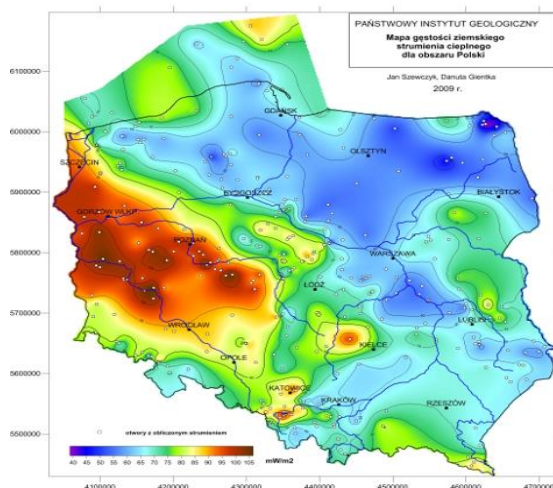 PAŃSTWOWY INSTYTUT GEOLOGICZNY
Mapa gęstości ziemskiego
strumienia cieplnego
dla obszaru Polski
Jan Szewczyk, Danuta Gientka
2009 r.
6100000
GDAŃSK
6000000
OLSZTYN
SZCZECIN
5900000
BYDGOSZCZ
BIAŁYSTOK
GORZÓW WLKP
POZNAŃ
5800000
WARSZAWA
ŁÓDŹ
5700000
WROCŁAW
LUBLIN
KIELCE
OPOLE
5600000
KATOWICE
KRAKÓW
RZESZÓW
5500000
otwory z obliczonym strumieniem
40 45 50 55 60 65 70 75 80 85 90 95 100 105
mW/m2
4100000 4200000 4300000 4400000 4500000 4600000 4700000